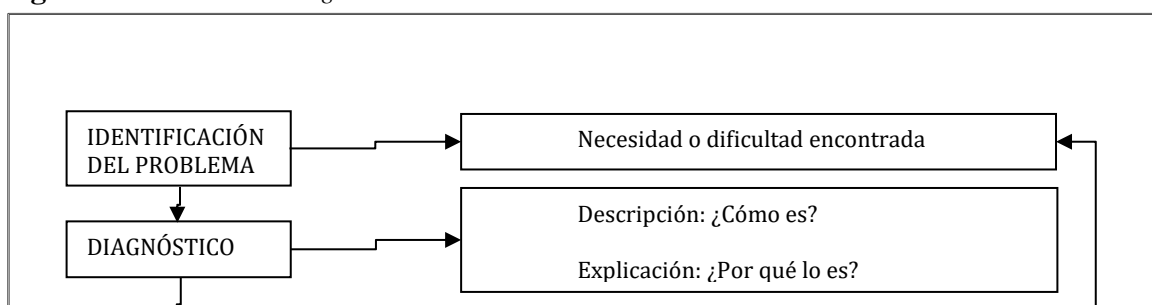 IDENTIFICACIÓN
DEL PROBLEMA
Necesidad o dificultad encontrada
DIAGNÓSTICO
Descripción: ¿Cómo es?
Explicación: ¿Por qué lo es?